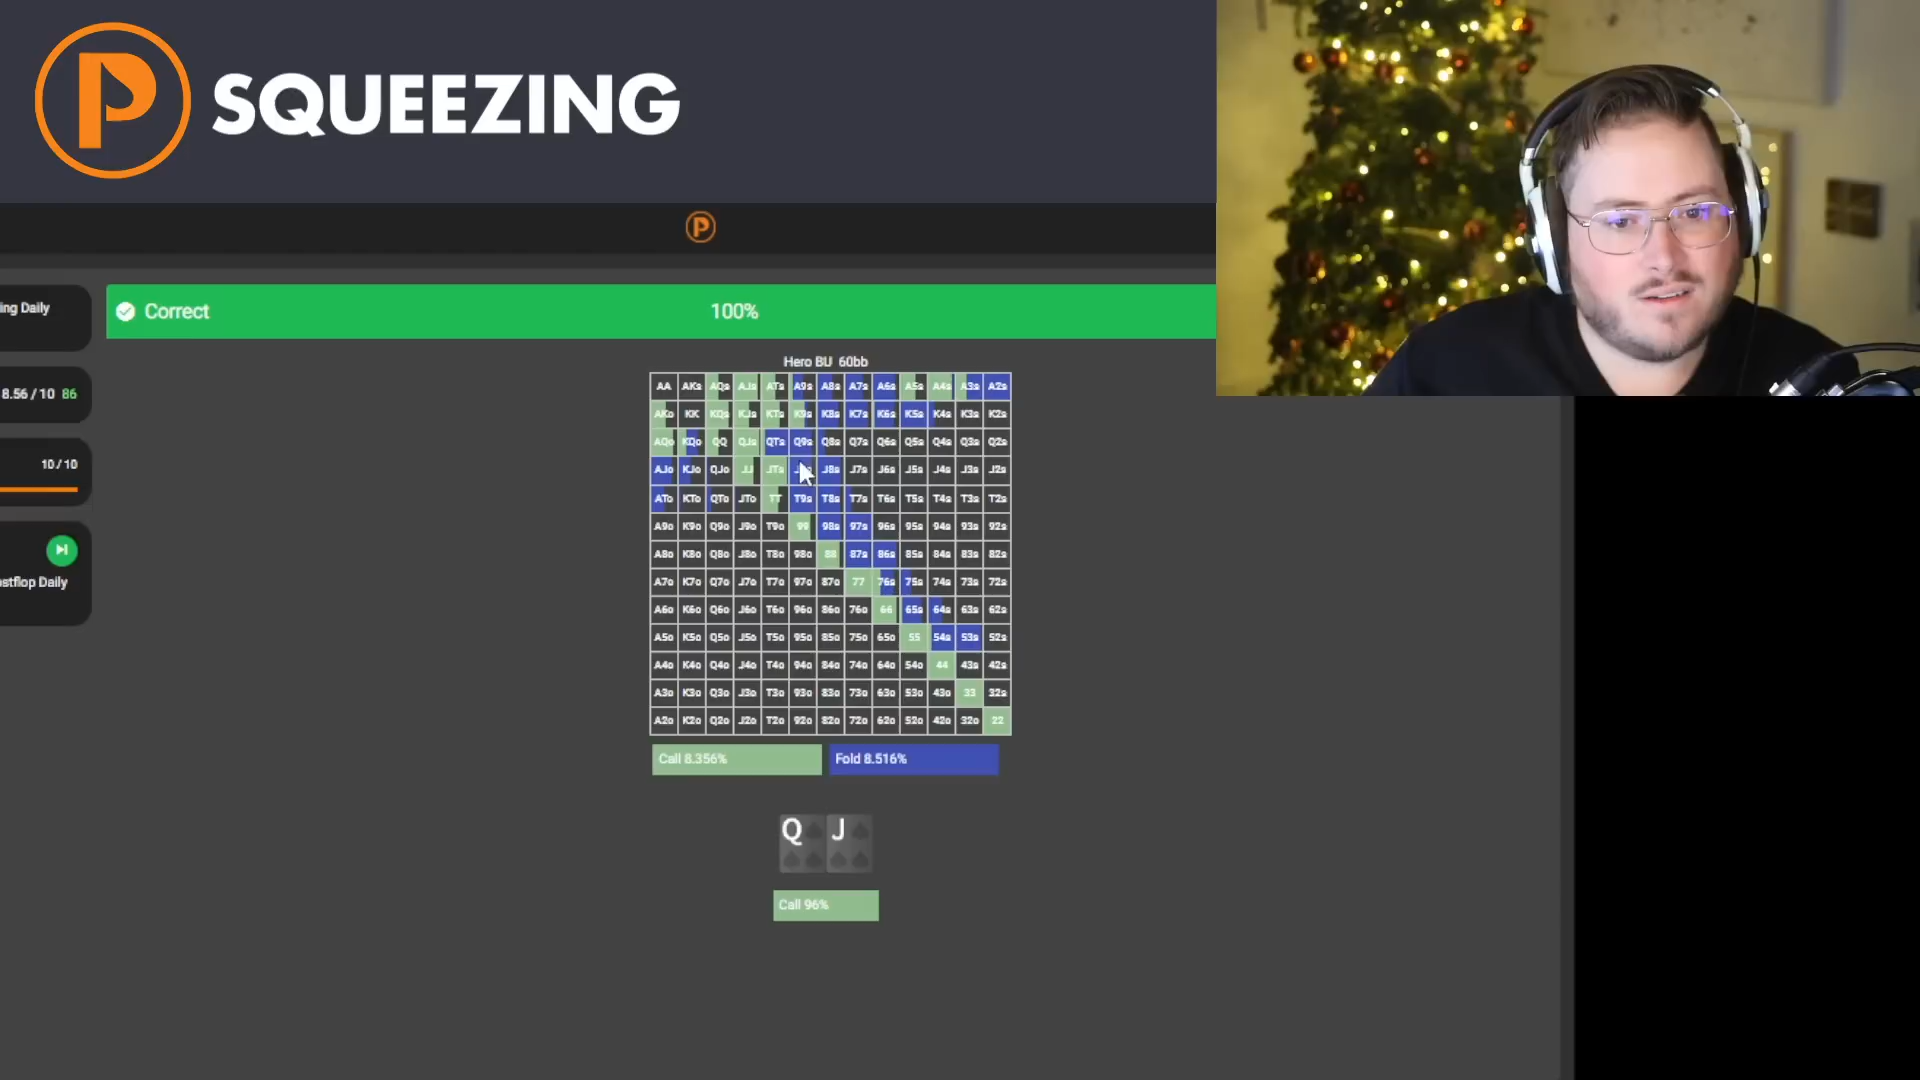 P SQUEEZING
P
ing Daily
Correct 100%
8.56 / 10 86
10 / 10
stflop Daily
Hero BU 60bb
AA AKs AQs AJs ATs A9s A8s A7s A6s A5s A4s A3s A2s
AKo KK KQs KJs KTs K9s K8s K7s K6s K5s K4s K3s K2s
AQo KQo QQ QJs QTs Q9s Q8s Q7s Q6s Q5s Q4s Q3s Q2s
AJo KJo QJo JJ JTs J8s J7s J6s J5s J4s J3s J2s
ATo KTo QTo JTo TT T9s T8s T7s T6s T5s T4s T3s T2s
A9o K9o Q9o J9o T9o 99 98s 97s 96s 95s 94s 93s 92s
A8o K8o Q8o J8o T8o 98o 88 87s 86s 85s 84s 83s 82s
A7o K7o Q7o J7o T7o 97o 87o 77 76s 75s 74s 73s 72s
A6o K6o Q6o J6o T6o 96o 86o 76o 66 65s 64s 63s 62s
A5o K5o Q5o J5o T5o 95o 85o 75o 65o 55 54s 53s 52s
A4o K4o Q4o J4o T4o 94o 84o 74o 64o 54o 44 43s 42s
A3o K3o Q3o J3o T3o 93o 83o 73o 63o 53o 43o 33 32s
A2o K2o Q2o J2o T2o 92o 82o 72o 62o 52o 42o 32o 22
Call 8.356% Fold 8.516%
Q J
Call 96%